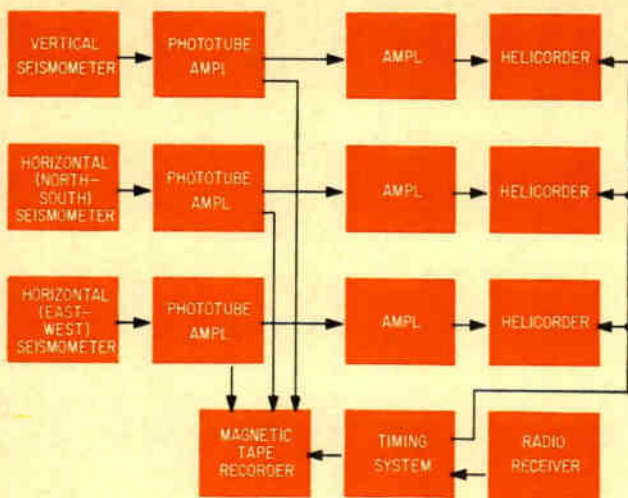 VERTICAL
SEISMOMETER
PHOTOTUBE
AMPL
AMPL
HELICORDER
HORIZONTAL
(NORTH-
SOUTH)
SEISMOMETER
PHOTOTUBE
AMPL
AMPL
HELICORDER
HORIZONTAL
(EAST-
WEST)
SEISMOMETER
PHOTOTUBE
AMPL
AMPL
HELICORDER
MAGNETIC
TAPE
RECORDER
TIMING
SYSTEM
RADIO
RECEIVER